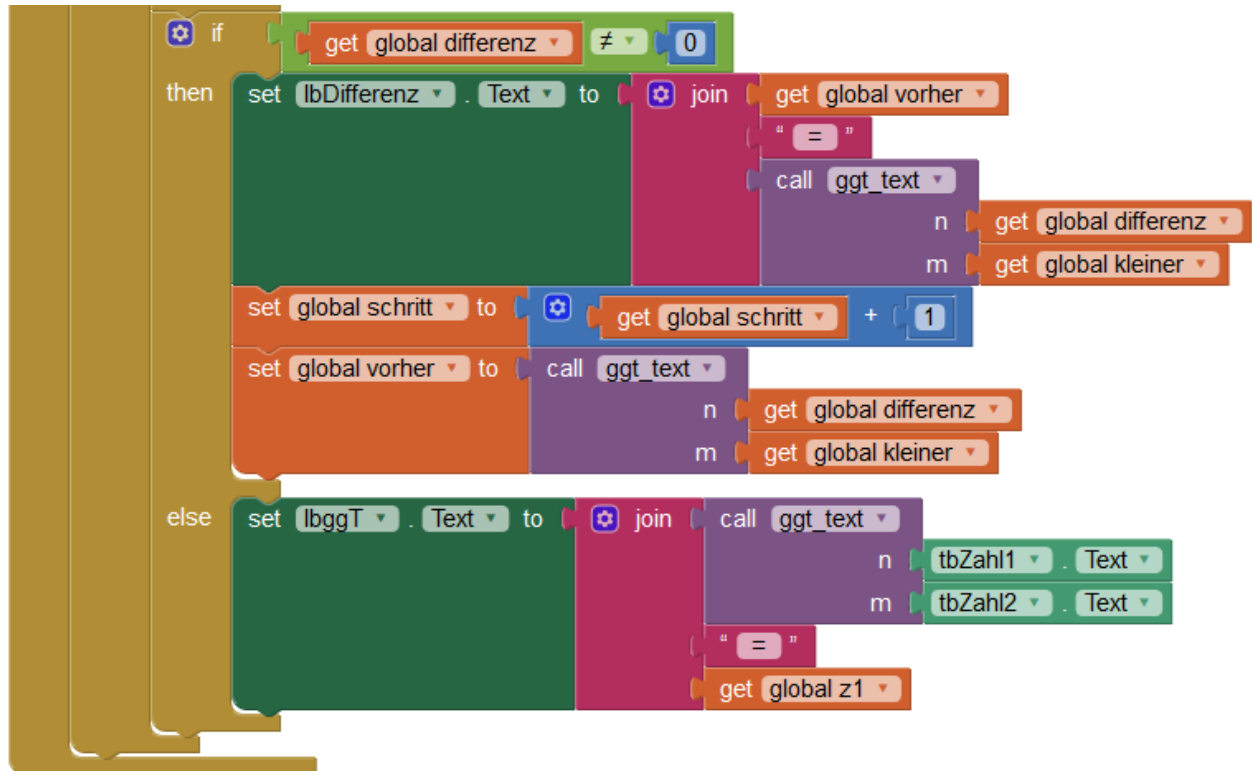 if get global differenz ≠ 0
then set lbDifferenz . Text to join get global vorher
" = "
call ggt_text
n get global differenz
m get global kleiner
set global schritt to get global schritt + 1
set global vorher to call ggt_text
n get global differenz
m get global kleiner
else set lbggT . Text to join call ggt_text
n tbZahl1 . Text
m tbZahl2 . Text
" = "
get global z1